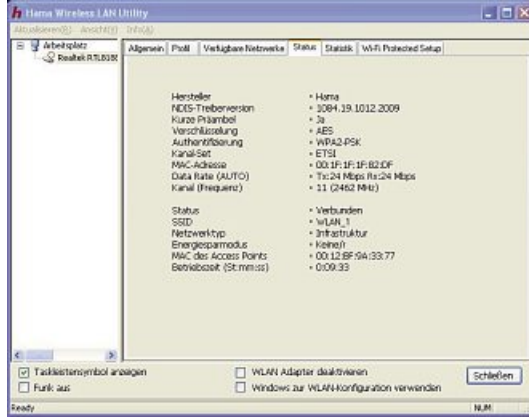 Hama Wireless LAN Utility
Aktualisieren(R) Ansicht(Y) Info(A)
Arbeitsplatz
Realtek RTL818
Allgemein Profil Verfügbare Netzwerke Status Statistik Wi-Fi Protected Setup
Hersteller • Hama
NDIS-Treiberversion • 1084.19.1012.2009
Kurze Präambel • Ja
Verschlüsselung • AES
Authentifizierung • WPA2-PSK
Kanal-Set • ETSI
MAC-Adresse • 00:1F:1F:1F:82:DF
Data Rate (AUTO) • Tx:24 Mbps Rx:24 Mbps
Kanal (Frequenz) • 11 (2462 MHz)
Status • Verbunden
SSID • WLAN_1
Netzwerktyp • Infrastruktur
Energiesparmodus • Keine/r
MAC des Access Points • 00:12:BF:9A:33:77
Betriebszeit (St:mm:ss) • 0:09:33
Taskleistensymbol anzeigen
WLAN Adapter deaktivieren
Schließen
Funk aus
Windows zur WLAN-Konfiguration verwenden
Ready
NUM